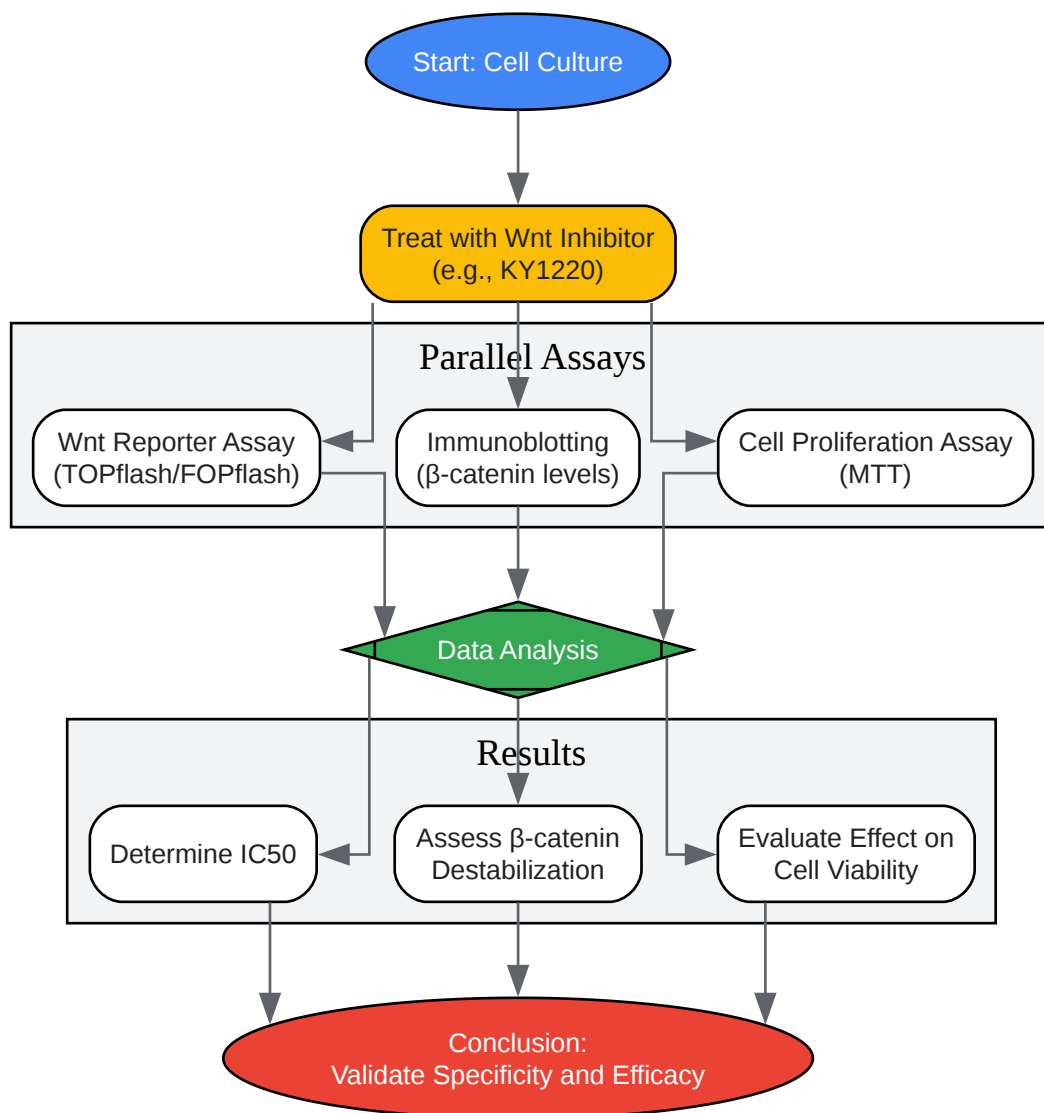 Start: Cell Culture
Treat with Wnt Inhibitor
(e.g., KY1220)
Parallel Assays
Wnt Reporter Assay
(TOPflash/FOPflash)
Immunoblotting
(β-catenin levels)
Cell Proliferation Assay
(MTT)
Data Analysis
Results
Determine IC50
Assess β-catenin
Destabilization
Evaluate Effect on
Cell Viability
Conclusion:
Validate Specificity and Efficacy